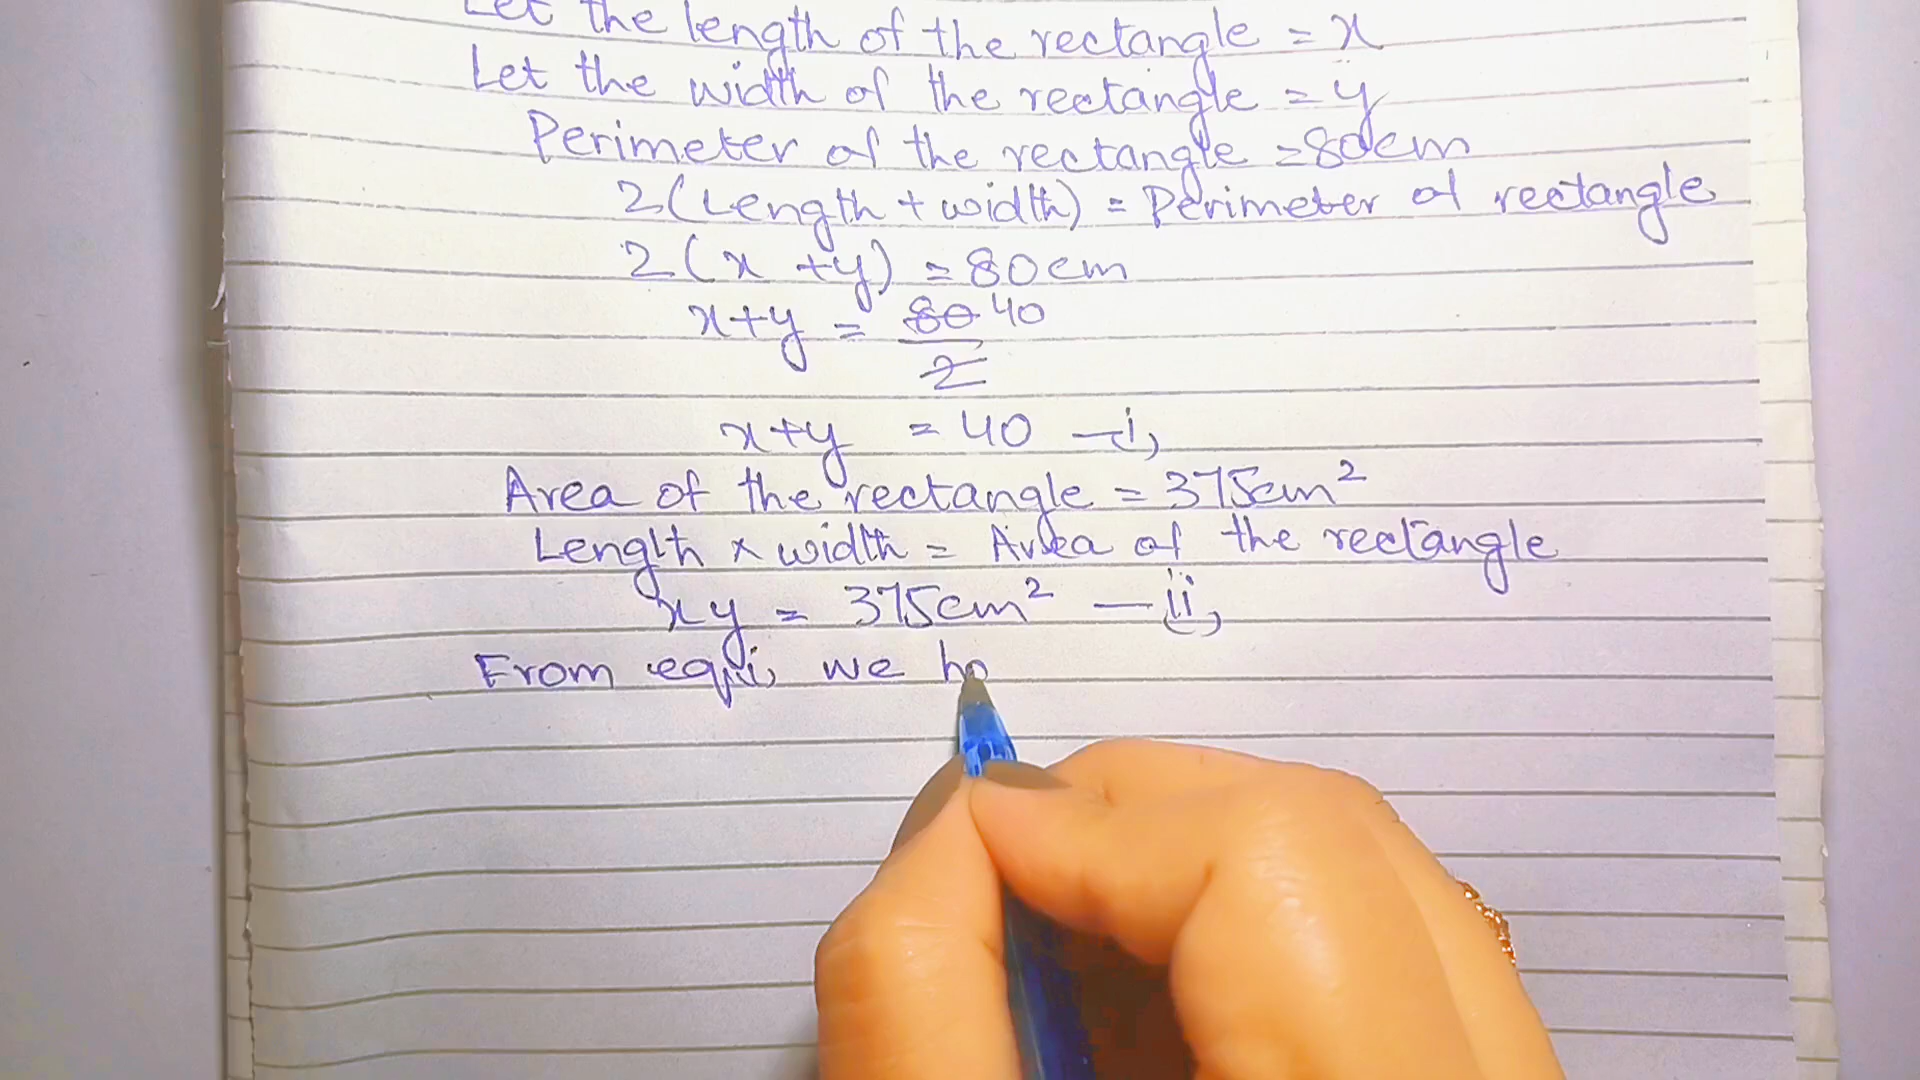 Let the length of the rectangle = x
Let the width of the rectangle = y
Perimeter of the rectangle = 80cm
2(Length + width) = Perimeter of rectangle
2(x + y) = 80cm
x+y = 80 40
2
x+y = 40 — i,
Area of the rectangle = 375cm²
Length × width = Area of the rectangle
xy = 375cm² — ii,
From eq i, we ha